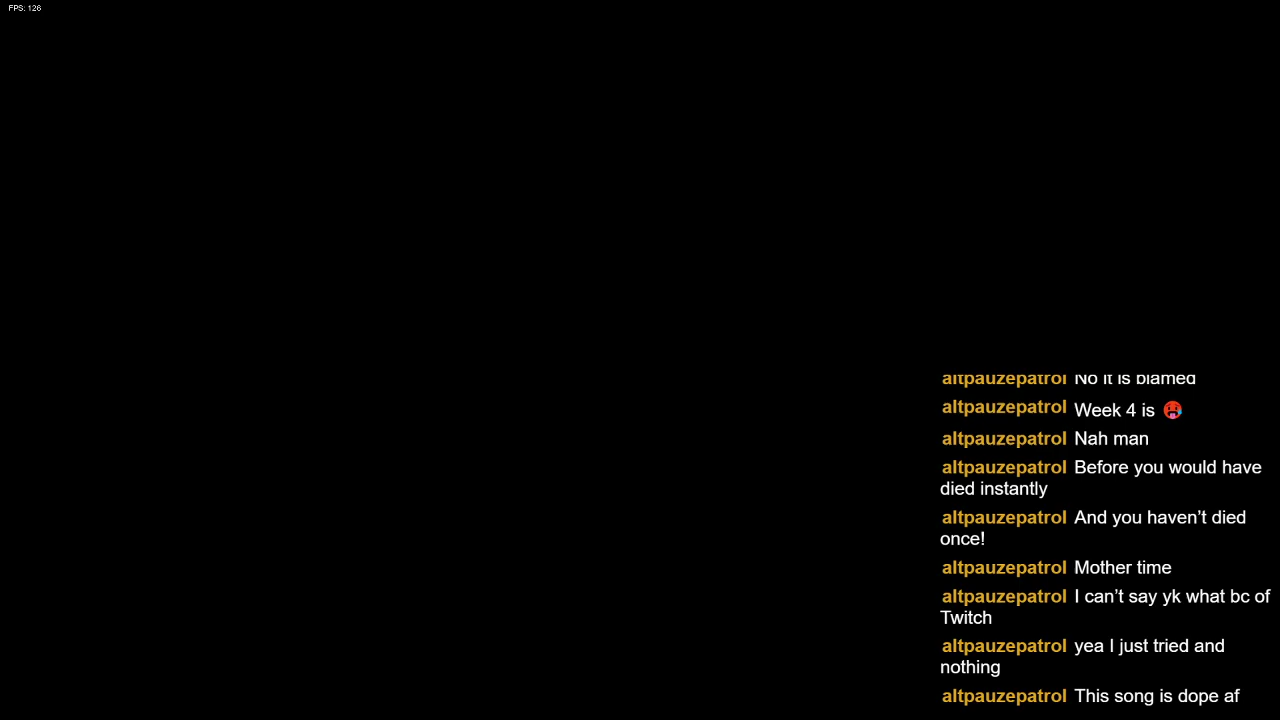 FPS: 126
altpauzepatrol No it is blamed
altpauzepatrol Week 4 is 🥵
altpauzepatrol Nah man
altpauzepatrol Before you would have
died instantly
altpauzepatrol And you haven’t died
once!
altpauzepatrol Mother time
altpauzepatrol I can’t say yk what bc of
Twitch
altpauzepatrol yea I just tried and
nothing
altpauzepatrol This song is dope af